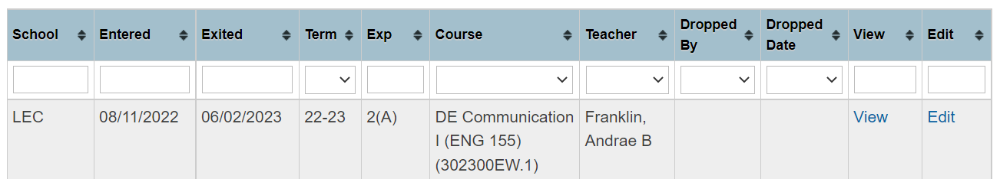 School Entered Exited Term Exp Course Teacher Dropped By Dropped Date View Edit
LEC 08/11/2022 06/02/2023 22-23 2(A) DE Communication Franklin, View Edit
I (ENG 155) Andrae B
(302300EW.1)